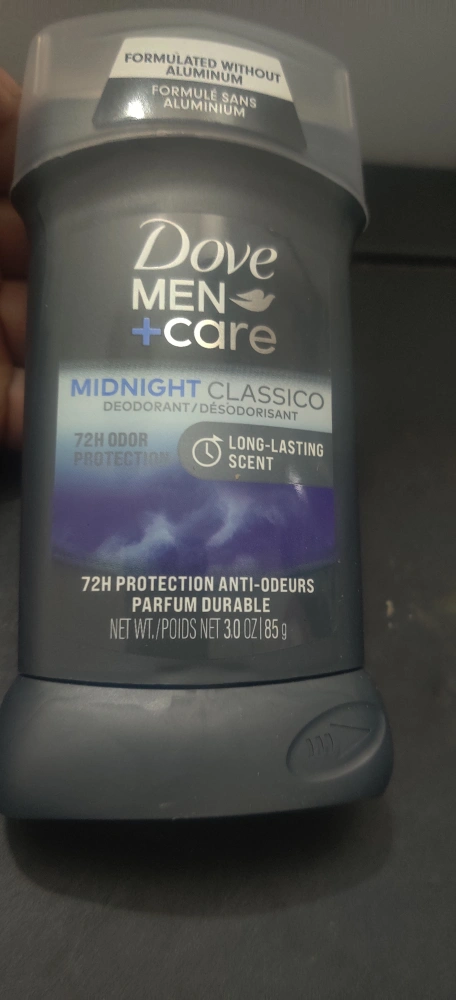 FORMULATED WITHOUT
ALUMINUM
FORMULE SANS
ALUMINIUM
Dove
MEN
+care
MIDNIGHT CLASSICO
DEODORANT/DÉSODORISANT
72H ODOR
PROTECTION
LONG-LASTING
SCENT
72H PROTECTION ANTI-ODEURS
PARFUM DURABLE
NET WT./POIDS NET 3.0 OZ|85 g